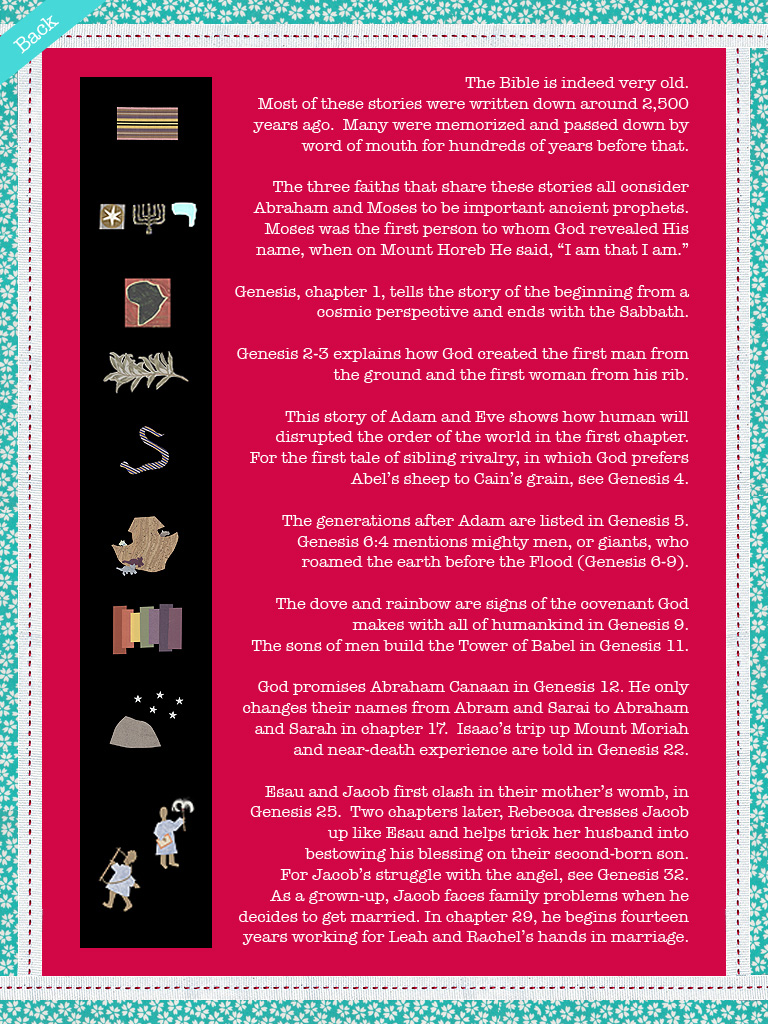 Back
The Bible is indeed very old.
Most of these stories were written down around 2,500
years ago.  Many were memorized and passed down by
word of mouth for hundreds of years before that.
The three faiths that share these stories all consider
Abraham and Moses to be important ancient prophets.
Moses was the first person to whom God revealed His
name, when on Mount Horeb He said, “I am that I am.”
Genesis, chapter 1, tells the story of the beginning from a
cosmic perspective and ends with the Sabbath.
Genesis 2-3 explains how God created the first man from
the ground and the first woman from his rib.
This story of Adam and Eve shows how human will
disrupted the order of the world in the first chapter.
For the first tale of sibling rivalry, in which God prefers
Abel’s sheep to Cain’s grain, see Genesis 4.
The generations after Adam are listed in Genesis 5.
Genesis 6:4 mentions mighty men, or giants, who
roamed the earth before the Flood (Genesis 6-9).
The dove and rainbow are signs of the covenant God
makes with all of humankind in Genesis 9.
The sons of men build the Tower of Babel in Genesis 11.
God promises Abraham Canaan in Genesis 12. He only
changes their names from Abram and Sarai to Abraham
and Sarah in chapter 17.  Isaac’s trip up Mount Moriah
and near-death experience are told in Genesis 22.
Esau and Jacob first clash in their mother’s womb, in
Genesis 25.  Two chapters later, Rebecca dresses Jacob
up like Esau and helps trick her husband into
bestowing his blessing on their second-born son.
For Jacob’s struggle with the angel, see Genesis 32.
As a grown-up, Jacob faces family problems when he
decides to get married. In chapter 29, he begins fourteen
years working for Leah and Rachel’s hands in marriage.